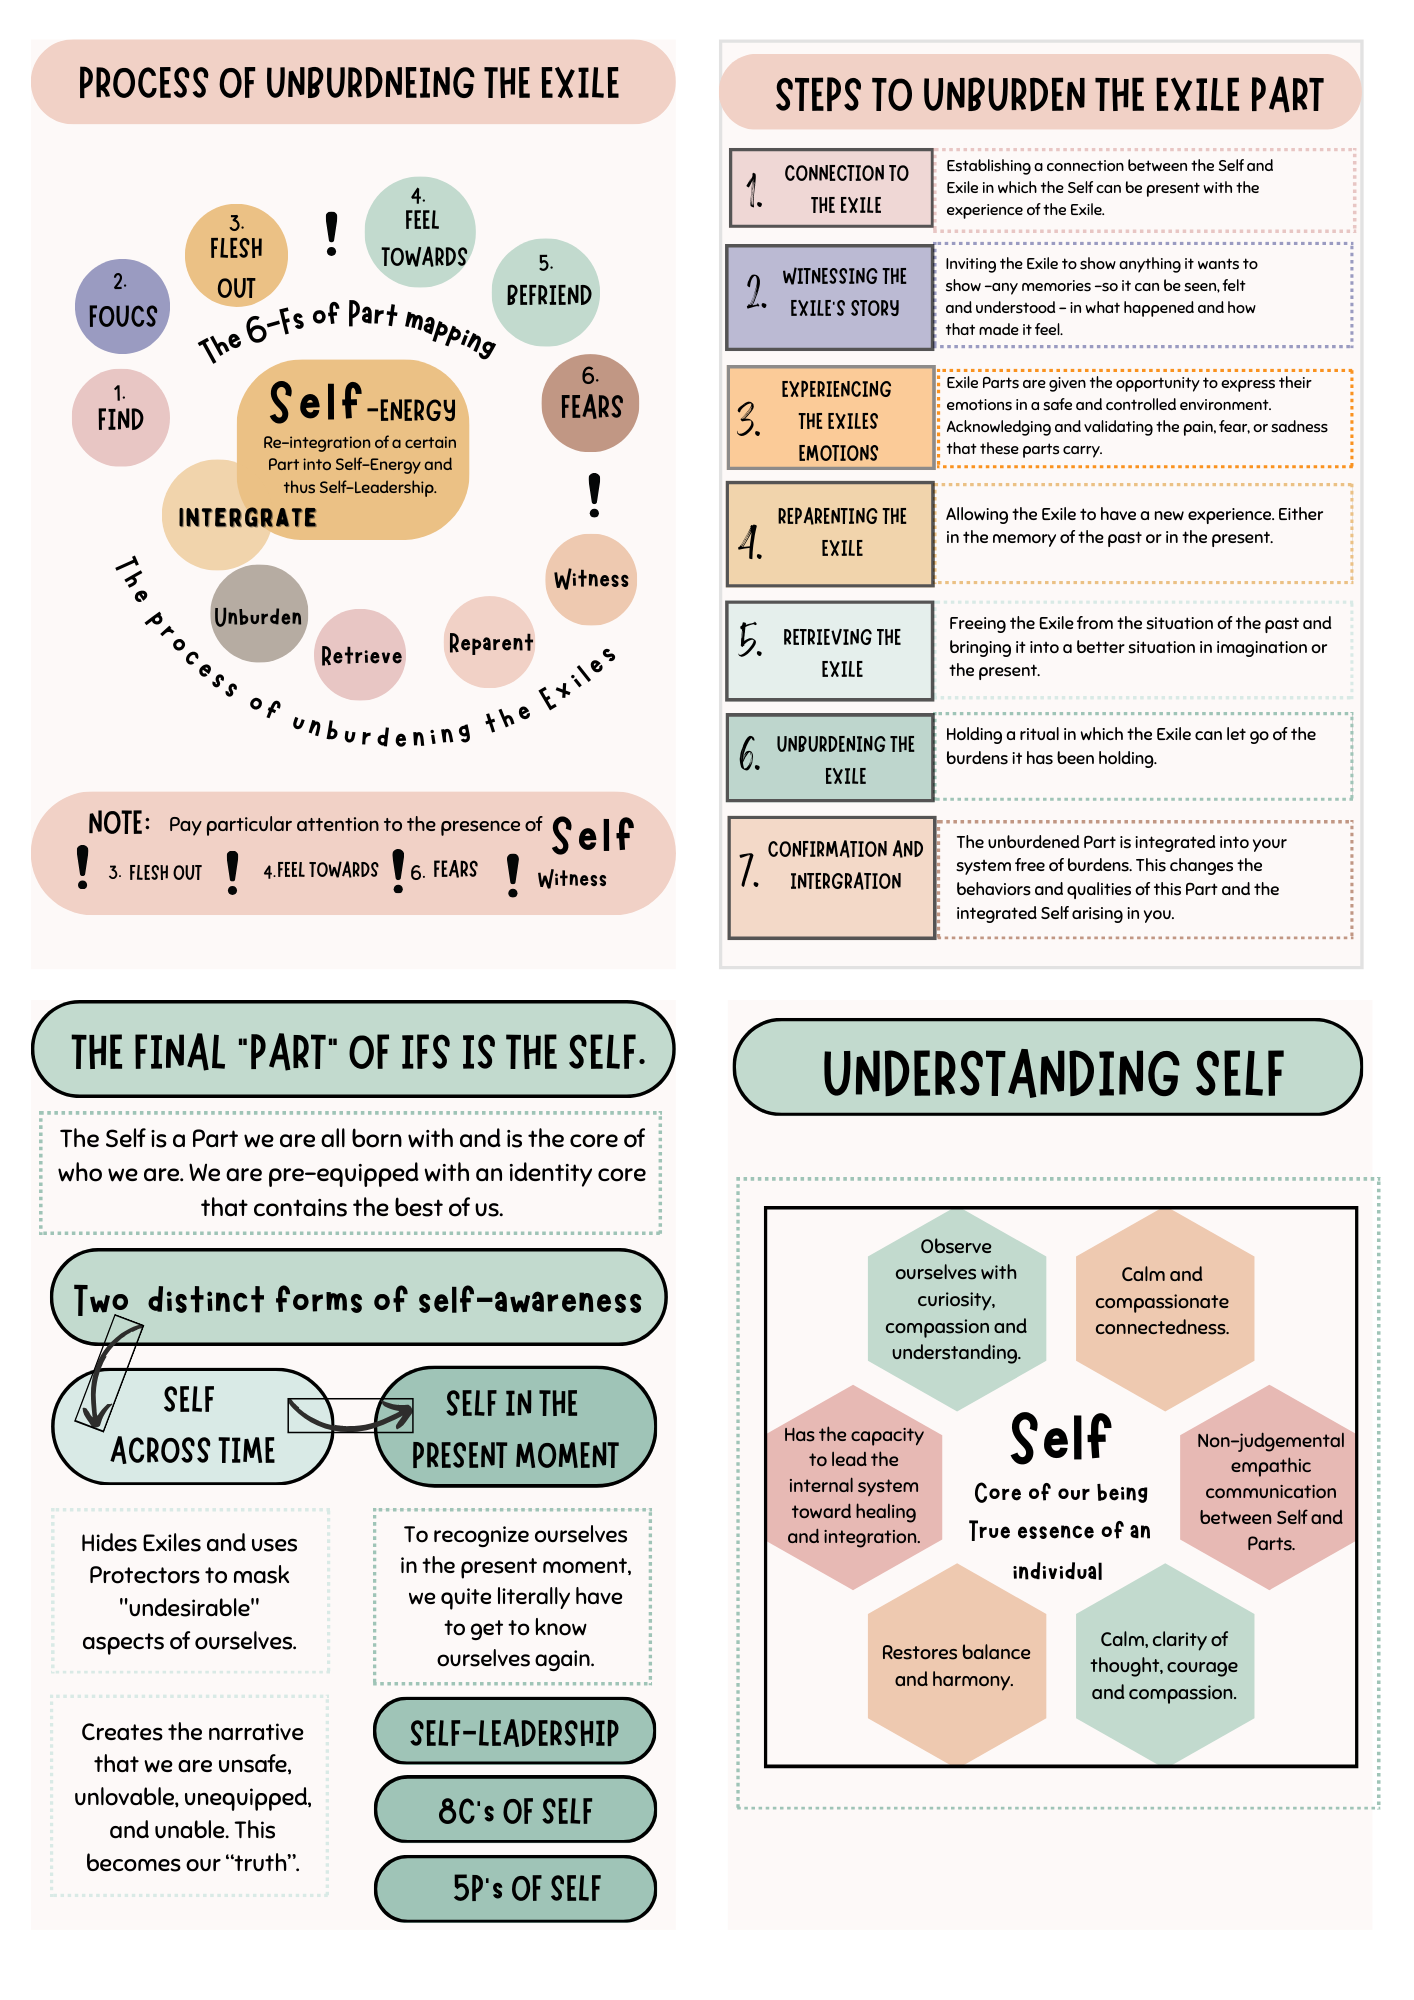 PROCESS OF UNBURDNEING THE EXILE
1.
FIND
2.
FOUCS
3.
FLESH
OUT
!
4.
FEEL
TOWARDS
5.
BEFRIEND
6.
FEARS
The 6-Fs of Part mapping
Self-ENERGY
Re-integration of a certain
Part into Self-Energy and
thus Self-Leadership.
!
Witness
Reparent
Retrieve
Unburden
INTERGRATE
The process of unburdening the Exiles
NOTE: Pay particular attention to the presence of Self
! 3. FLESH OUT ! 4.FEEL TOWARDS ! 6. FEARS ! Witness
STEPS TO UNBURDEN THE EXILE PART
1. CONNECTION TO
THE EXILE
Establishing a connection between the Self and
Exile in which the Self can be present with the
experience of the Exile.
2. WITNESSING THE
EXILE'S STORY
Inviting the Exile to show anything it wants to
show -any memories -so it can be seen, felt
and understood - in what happened and how
that made it feel.
3. EXPERIENCING
THE EXILES
EMOTIONS
Exile Parts are given the opportunity to express their
emotions in a safe and controlled environment.
Acknowledging and validating the pain, fear, or sadness
that these parts carry.
4. REPARENTING THE
EXILE
Allowing the Exile to have a new experience. Either
in the memory of the past or in the present.
5. RETRIEVING THE
EXILE
Freeing the Exile from the situation of the past and
bringing it into a better situation in imagination or
the present.
6. UNBURDENING THE
EXILE
Holding a ritual in which the Exile can let go of the
burdens it has been holding.
7. CONFIRMATION AND
INTERGRATION
The unburdened Part is integrated into your
system free of burdens. This changes the
behaviors and qualities of this Part and the
integrated Self arising in you.
THE FINAL "PART" OF IFS IS THE SELF.
The Self is a Part we are all born with and is the core of
who we are. We are pre-equipped with an identity core
that contains the best of us.
Two distinct forms of self-awareness
SELF
ACROSS TIME
Hides Exiles and uses
Protectors to mask
"undesirable"
aspects of ourselves.
Creates the narrative
that we are unsafe,
unlovable, unequipped,
and unable. This
becomes our “truth”.
SELF IN THE
PRESENT MOMENT
To recognize ourselves
in the present moment,
we quite literally have
to get to know
ourselves again.
SELF-LEADERSHIP
8C's OF SELF
5P's OF SELF
UNDERSTANDING SELF
Observe
ourselves with
curiosity,
compassion and
understanding.
Calm and
compassionate
connectedness.
Has the capacity
to lead the
internal system
toward healing
and integration.
Self
Core of our being
True essence of an
individual
Non-judgemental
empathic
communication
between Self and
Parts.
Restores balance
and harmony.
Calm, clarity of
thought, courage
and compassion.